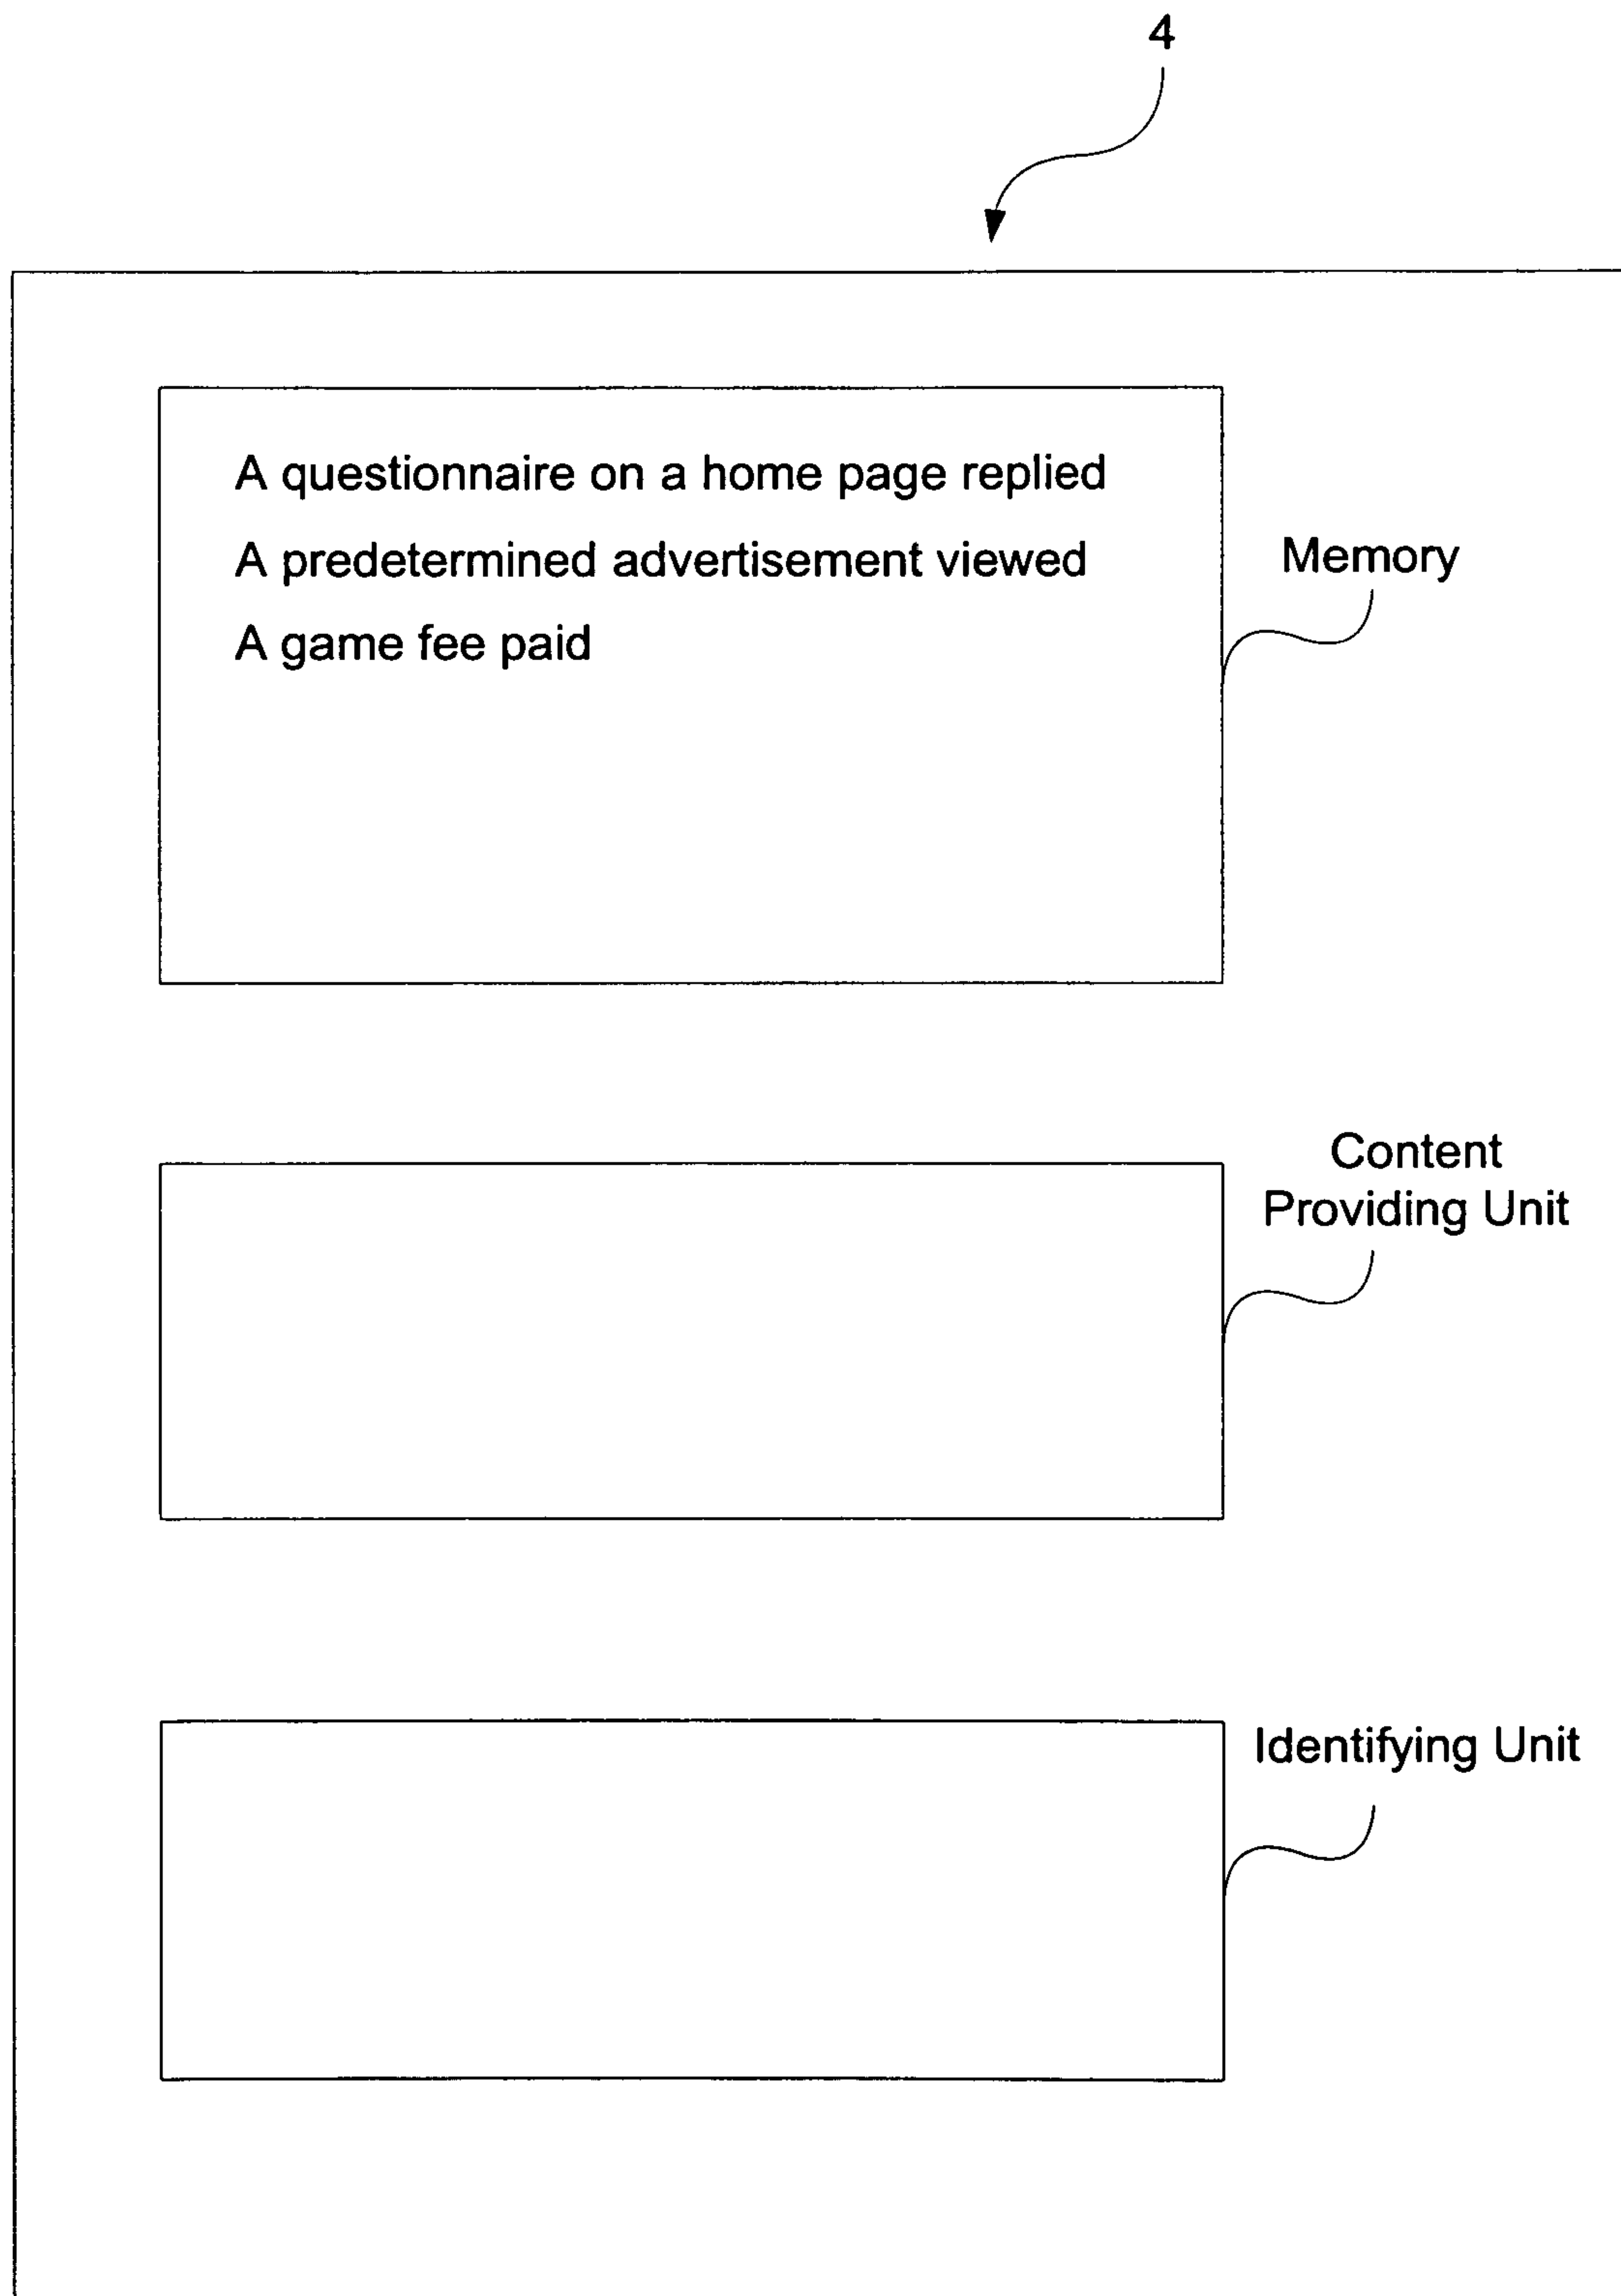 4
A questionnaire on a home page replied
A predetermined advertisement viewed
A game fee paid
Memory
Content
Providing Unit
Identifying Unit